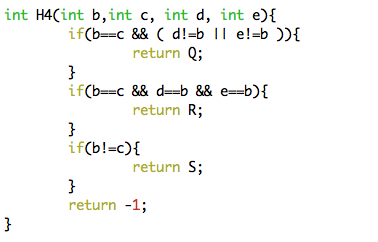 int H4(int b,int c, int d, int e){
        if(b==c && ( d!=b || e!=b )){
                return Q;
        }
        if(b==c && d==b && e==b){
                return R;
        }
        if(b!=c){
                return S;
        }
        return -1;
}